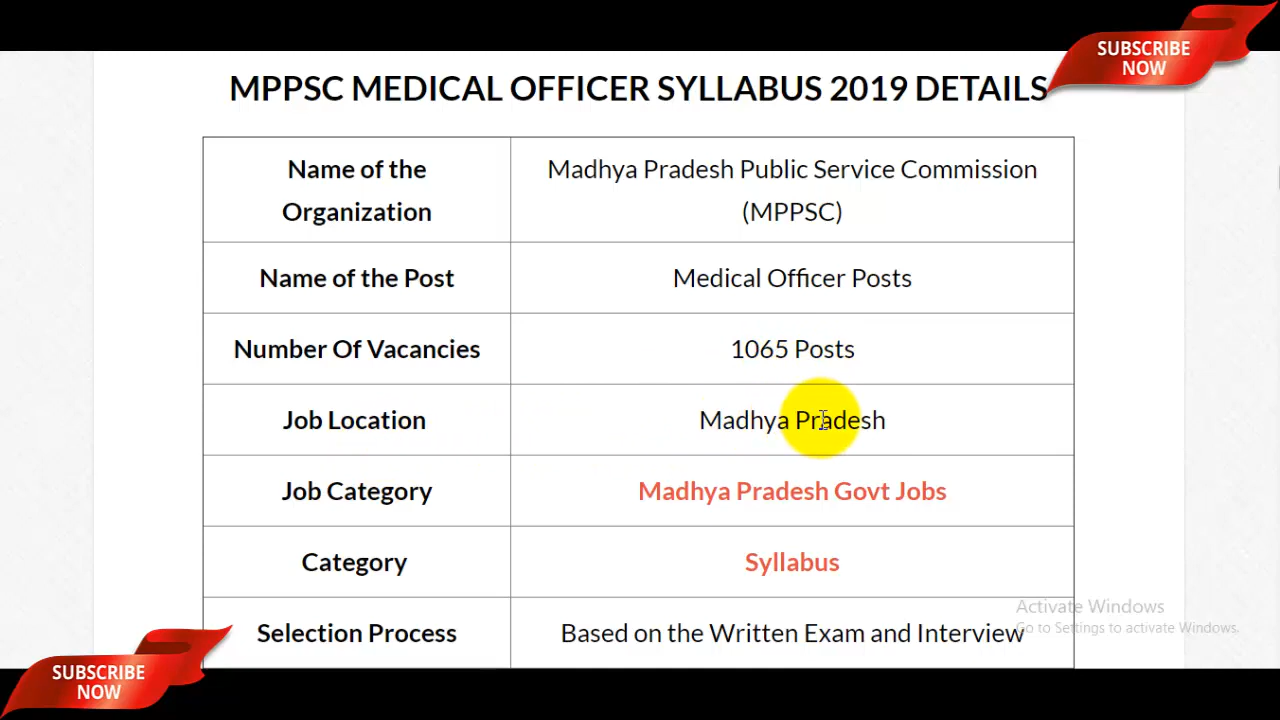 SUBSCRIBE
NOW
MPPSC MEDICAL OFFICER SYLLABUS 2019 DETAILS
Name of the
Organization
Madhya Pradesh Public Service Commission
(MPPSC)
Name of the Post
Medical Officer Posts
Number Of Vacancies
1065 Posts
Job Location
Madhya Pradesh
Job Category
Madhya Pradesh Govt Jobs
Category
Syllabus
Selection Process
Based on the Written Exam and Interview
Activate Windows
Go to Settings to activate Windows.
SUBSCRIBE
NOW